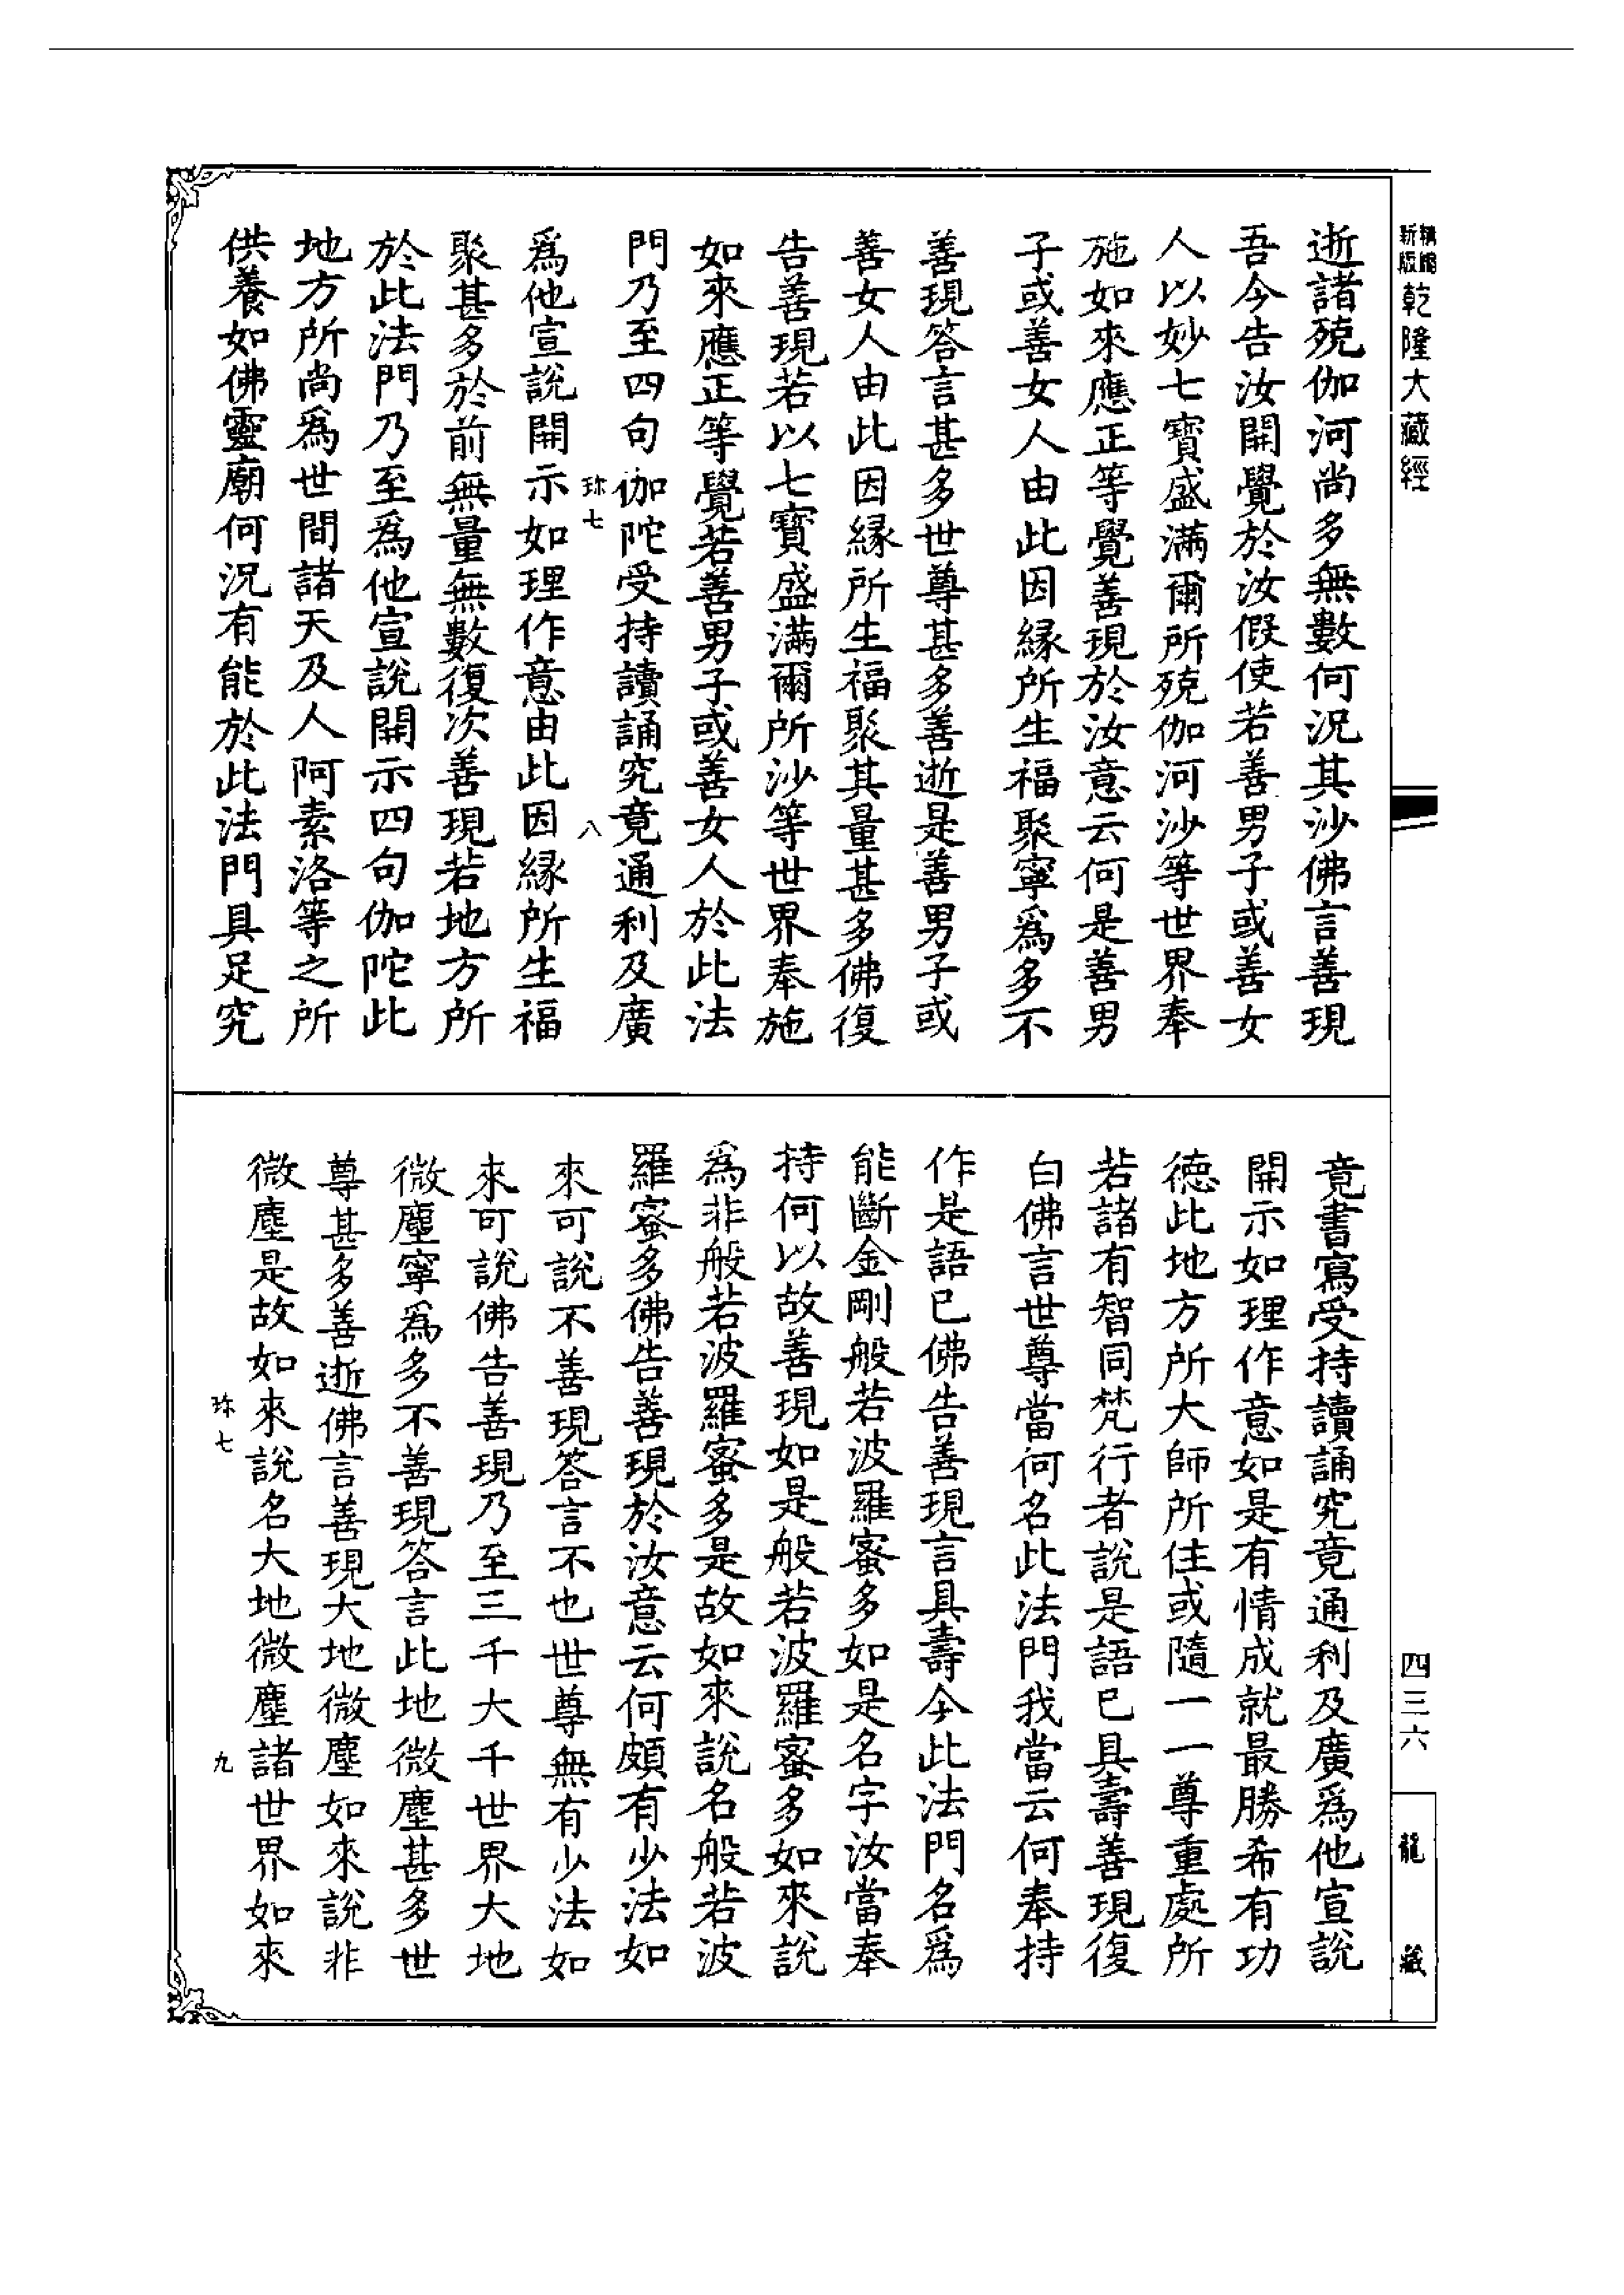 精縮
新版
乾隆大藏經
四三六
龍藏
逝諸殑伽河尚多無數何況其沙佛言善現
吾今告汝開覺於汝假使若善男子或善女
人以妙七寶盛滿爾所殑伽河沙等世界奉
施如來應正等覺善現於汝意云何是善男
子或善女人由此因緣所生福聚寧爲多不
善現答言甚多世尊甚多善逝是善男子或
善女人由此因緣所生福聚其量甚多佛復
告善現若以七寶盛滿爾所沙等世界奉施
如來應正等覺若善男子或善女人於此法
門乃至四句伽陀受持讀誦究竟通利及廣
珎七 八
爲他宣說開示如理作意由此因緣所生福
聚甚多於前無量無數復次善現若地方所
於此法門乃至爲他宣說開示四句伽陀此
地方所尚爲世間諸天及人阿素洛等之所
供養如佛靈廟何況有能於此法門具足究
竟書寫受持讀誦究竟通利及廣爲他宣說
開示如理作意如是有情成就最勝希有功
德此地方所大師所住或隨一一尊重處所
若諸有智同梵行者說是語已具壽善現復
白佛言世尊當何名此法門我當云何奉持
作是語已佛告善現言具壽今此法門名爲
能斷金剛般若波羅蜜多如是名字汝當奉
持何以故善現如是般若波羅蜜多如來說
爲非般若波羅蜜多是故如來說名般若波
羅蜜多佛告善現於汝意云何頗有少法如
來可說不善現答言不也世尊無有少法如
來可說佛告善現乃至三千大千世界大地
微塵寧爲多不善現答言此地微塵甚多世
尊甚多善逝佛言善現大地微塵如來說非
微塵是故如來說名大地微塵諸世界如來
珎七 九